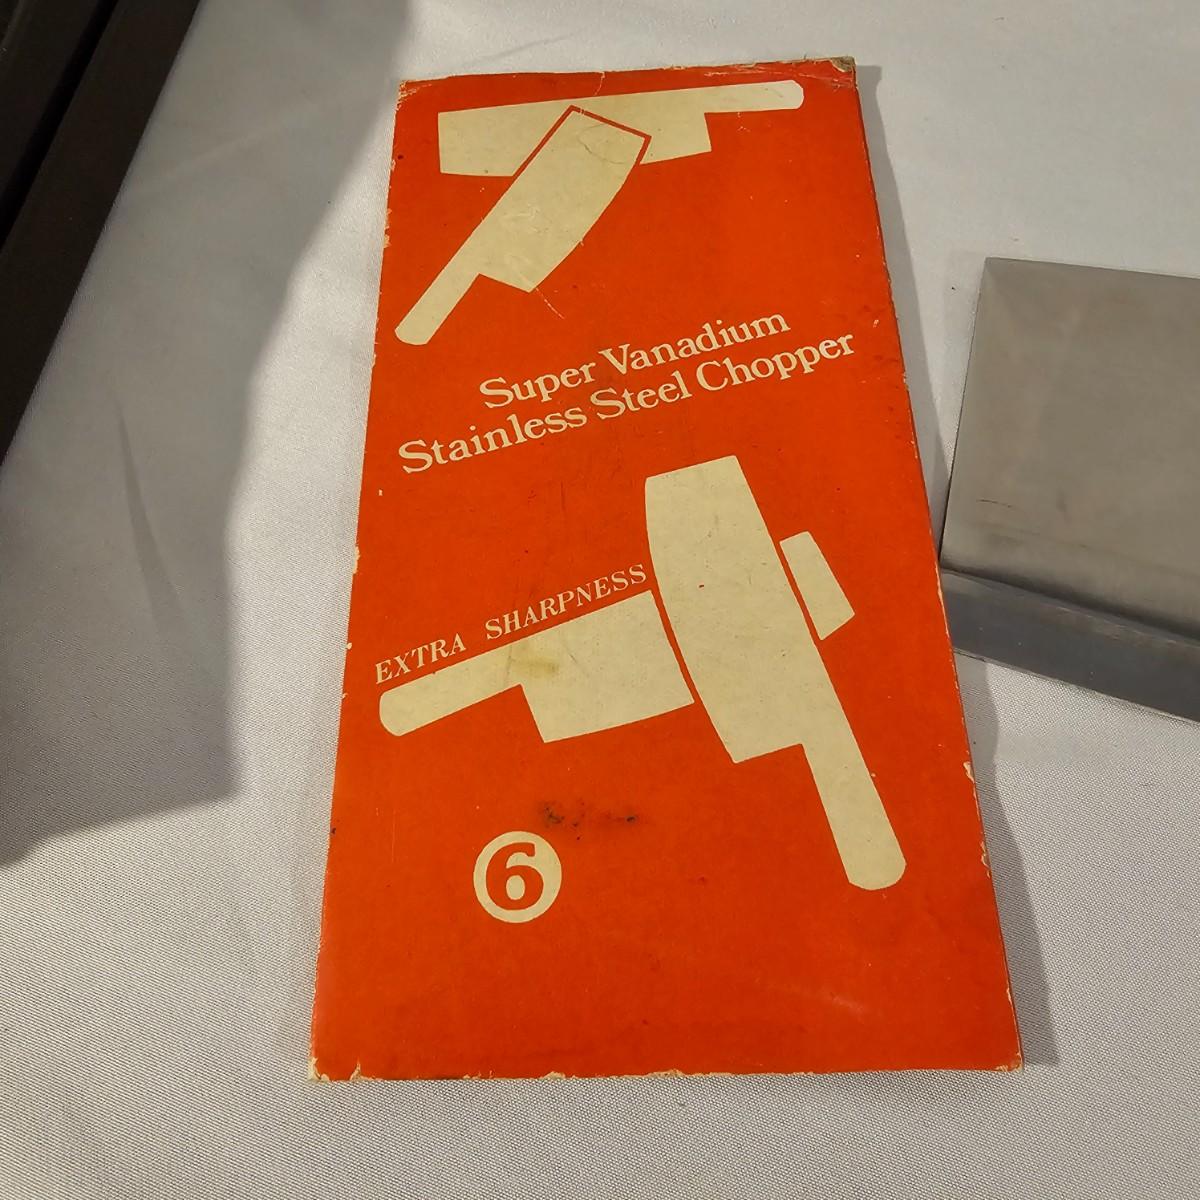 Super Vanadium
Stainless Steel Chopper
EXTRA SHARPNESS
6